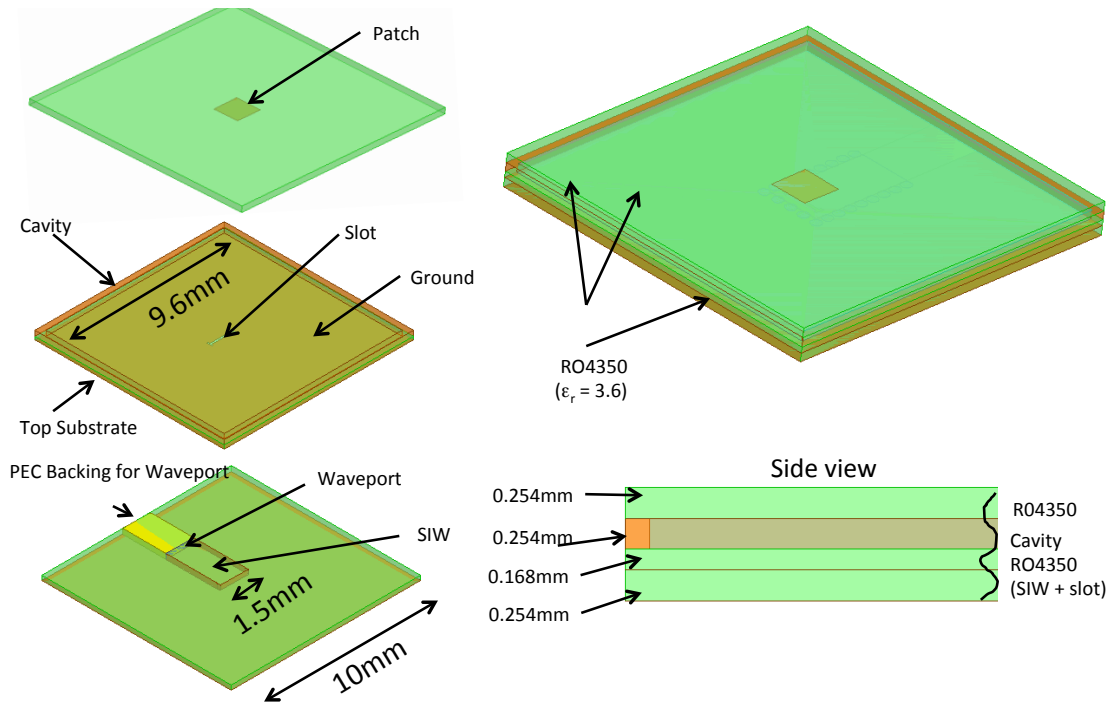 Patch
Cavity
Slot
Ground
9.6mm
Top Substrate
RO4350
(εr = 3.6)
PEC Backing for Waveport
Waveport
SIW
1.5mm
10mm
Side view
0.254mm
R04350
0.254mm
Cavity
0.168mm
RO4350
(SIW + slot)
0.254mm